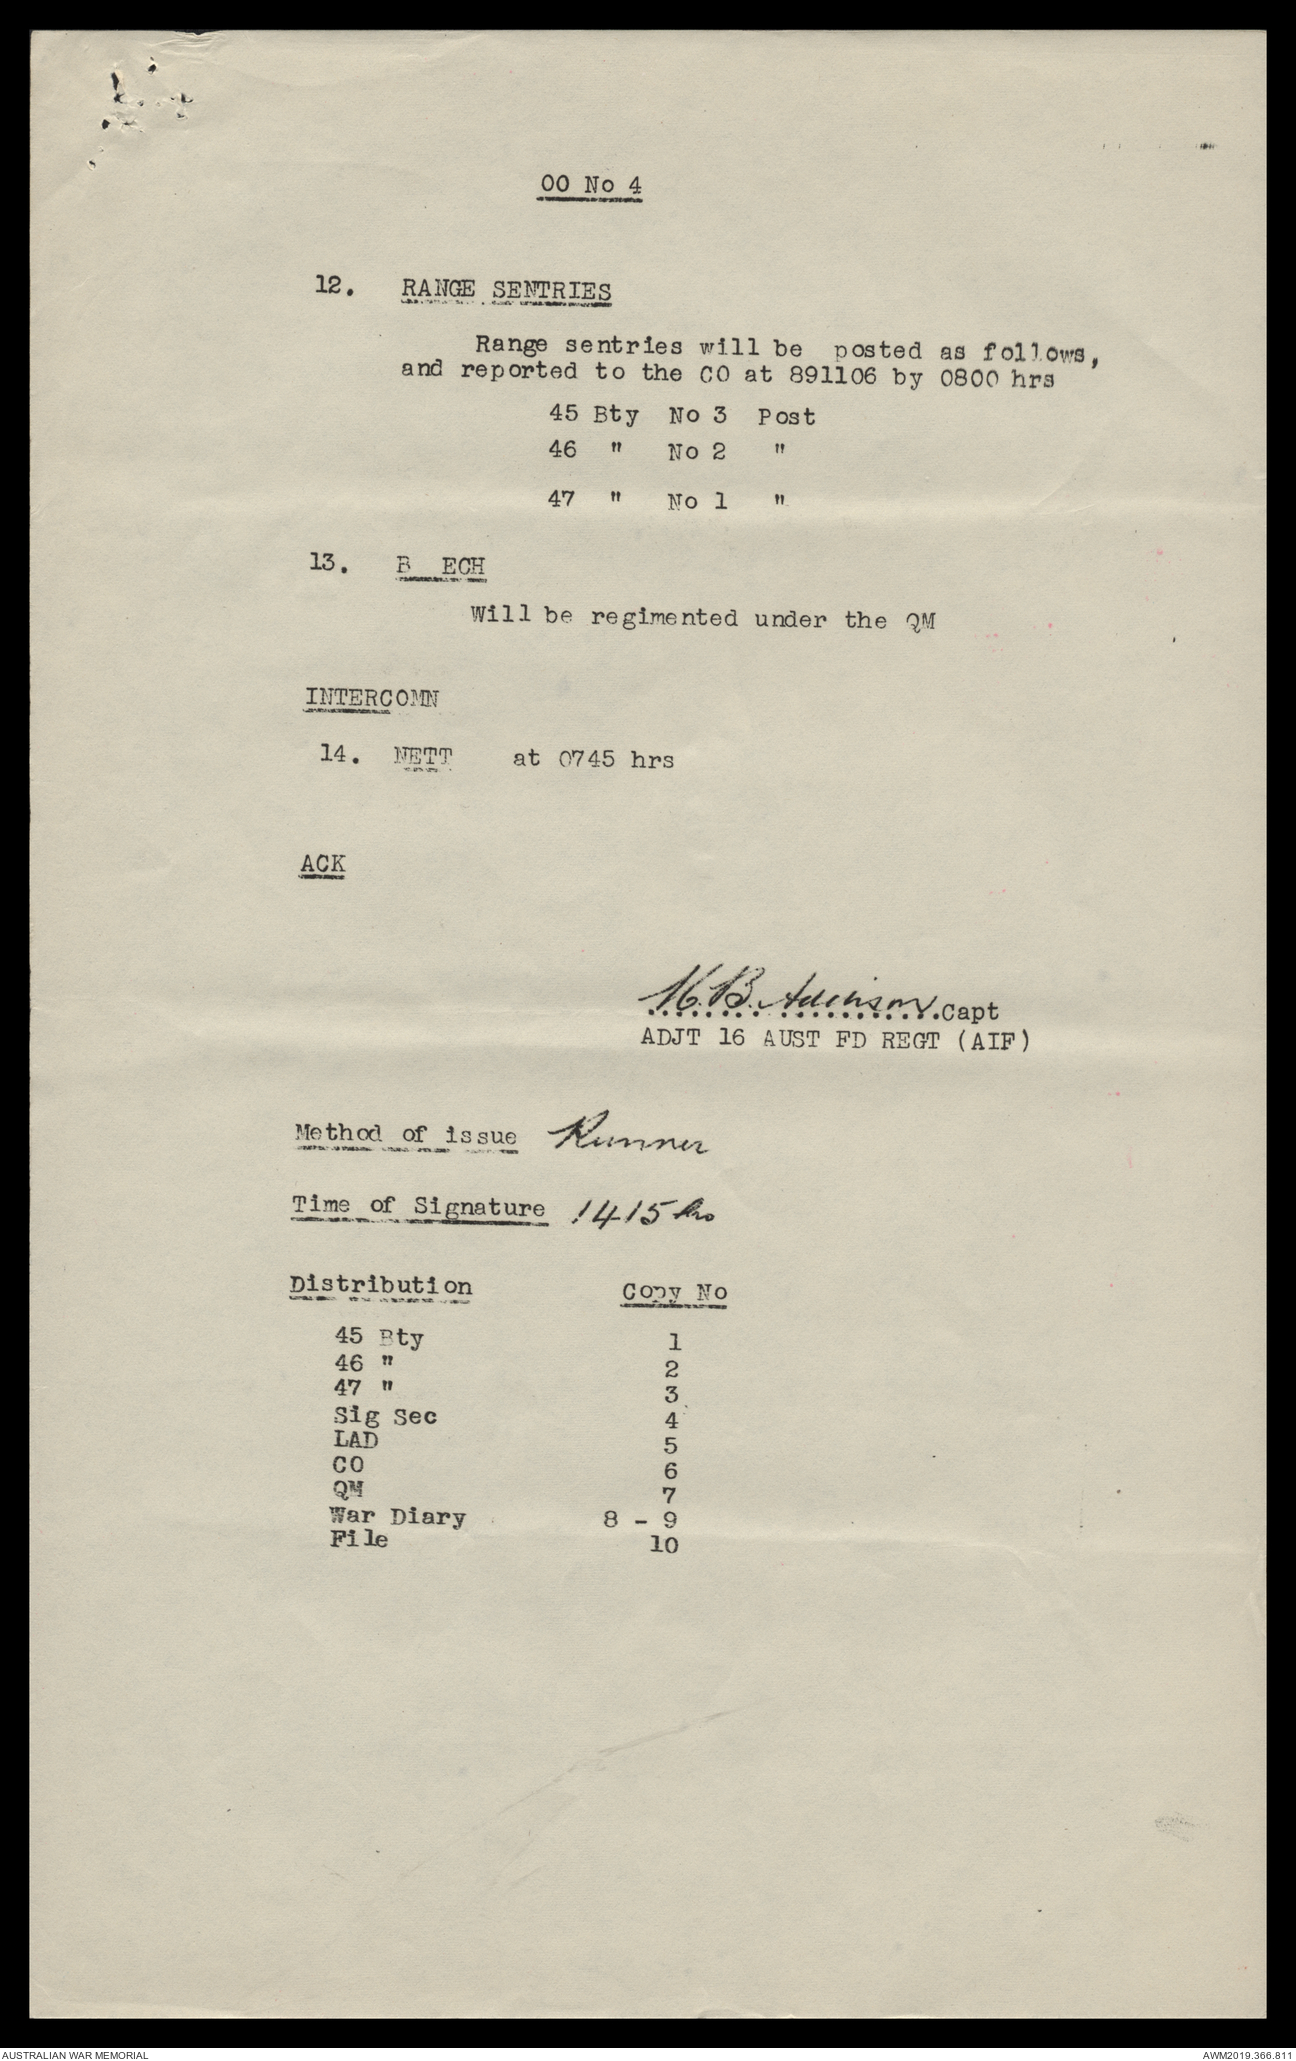 OO No 4
12. RANGE SENTRIES
Range sentries will be posted as follows,
and reported to the CO at 891106 by 0800 hrs
45 Bty No 3 Post
46 " No 2 "
47 " No 1 "
13. B ECH
Will be regimented under the QM
INTERCOMN
14. NETT at 0745 hrs
ACK
B. ..................Capt
ADJT 16 AUST FD REGT (AIF)
Method of issue Runner
Time of Signature 1415 hrs
Distribution Copy No
45 Bty 1
46 " 2
47 " 3
Sig Sec 4
LAD 5
CO 6
QM 7
War Diary 8 - 9
File 10
AUSTRALIAN WAR MEMORIAL AWM2019.366.811